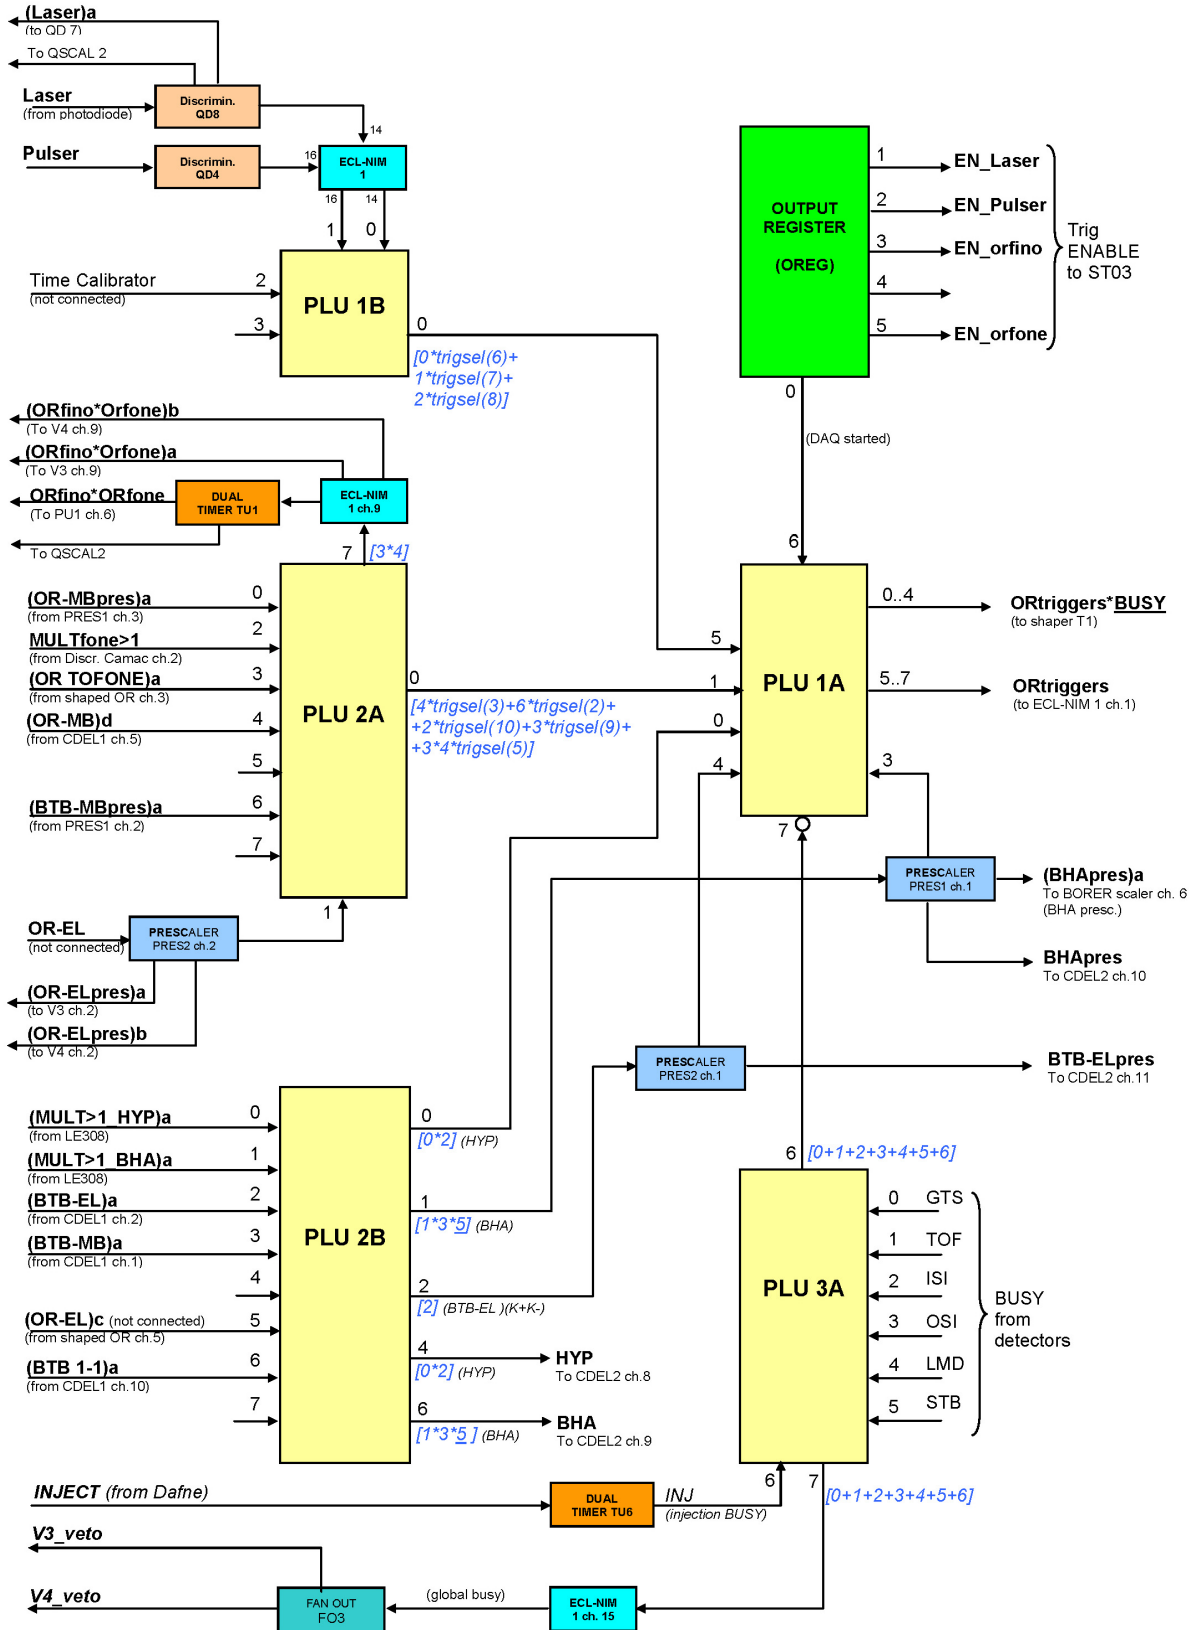 (Laser)a
(to QD 7)
To QSCAL 2
Laser
(from photodiode)
Discrimin.
QD8
14
Pulser
Discrimin.
QD4
16
ECL-NIM
1
16
14
1
0
Time Calibrator
(not connected)
2
3
PLU 1B
0
[0*trigsel(6)+
1*trigsel(7)+
2*trigsel(8)]
OUTPUT
REGISTER
(OREG)
1
EN_Laser
2
EN_Pulser
3
EN_orfino
4
5
EN_orfone
Trig
ENABLE
to ST03
0
(DAQ started)
6
(ORfino*Orfone)b
(To V4 ch.9)
(ORfino*Orfone)a
(To V3 ch.9)
ORfino*ORfone
(To PU1 ch.6)
To QSCAL2
DUAL
TIMER TU1
ECL-NIM
1 ch.9
7
[3*4]
(OR-MBpres)a
(from PRES1 ch.3)
0
MULTfone>1
(from Discr. Camac ch.2)
2
(OR TOFONE)a
(from shaped OR ch.3)
3
(OR-MB)d
(from CDEL1 ch.5)
4
5
(BTB-MBpres)a
(from PRES1 ch.2)
6
7
PLU 2A
0
[4*trigsel(3)+6*trigsel(2)+
+2*trigsel(10)+3*trigsel(9)+
+3*4*trigsel(5)]
1
5
1
0
4
PLU 1A
0..4
ORtriggers*BUSY
(to shaper T1)
5..7
ORtriggers
(to ECL-NIM 1 ch.1)
3
7
PRESCALER
PRES1 ch.1
(BHApres)a
To BORER scaler ch. 6
(BHA presc.)
BHApres
To CDEL2 ch.10
OR-EL
(not connected)
PRESCALER
PRES2 ch.2
(OR-ELpres)a
(to V3 ch.2)
(OR-ELpres)b
(to V4 ch.2)
PRESCALER
PRES2 ch.1
BTB-ELpres
To CDEL2 ch.11
(MULT>1_HYP)a
(from LE308)
0
(MULT>1_BHA)a
(from LE308)
1
(BTB-EL)a
(from CDEL1 ch.2)
2
(BTB-MB)a
(from CDEL1 ch.1)
3
4
(OR-EL)c (not connected)
(from shaped OR ch.5)
5
(BTB 1-1)a
(from CDEL1 ch.10)
6
7
PLU 2B
0
[0*2] (HYP)
1
[1*3*5] (BHA)
2
[2] (BTB-EL )(K+K-)
4
[0*2] (HYP)
HYP
To CDEL2 ch.8
6
[1*3*5 ] (BHA)
BHA
To CDEL2 ch.9
6
[0+1+2+3+4+5+6]
PLU 3A
0
GTS
1
TOF
2
ISI
3
OSI
4
LMD
5
STB
BUSY
from
detectors
6
7
[0+1+2+3+4+5+6]
INJECT (from Dafne)
DUAL
TIMER TU6
INJ
(injection BUSY)
V3_veto
V4_veto
FAN OUT
FO3
(global busy)
ECL-NIM
1 ch. 15